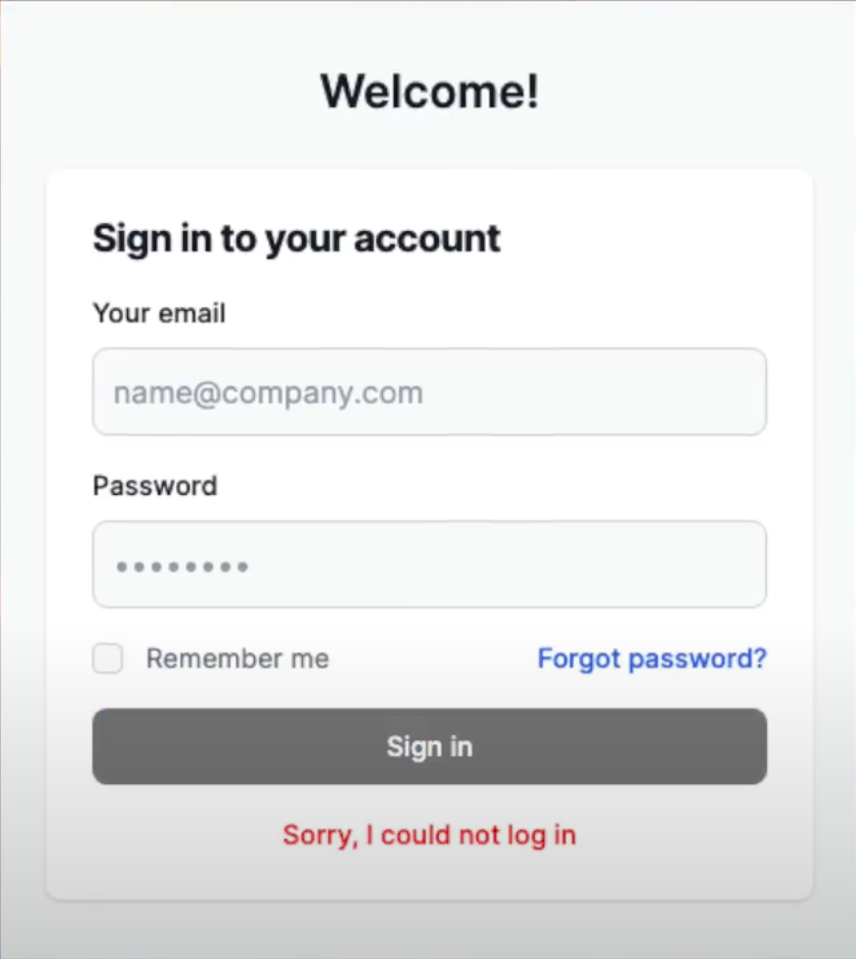 Welcome!
Sign in to your account
Your email
name@company.com
Password
••••••••
Remember me
Forgot password?
Sign in
Sorry, I could not log in